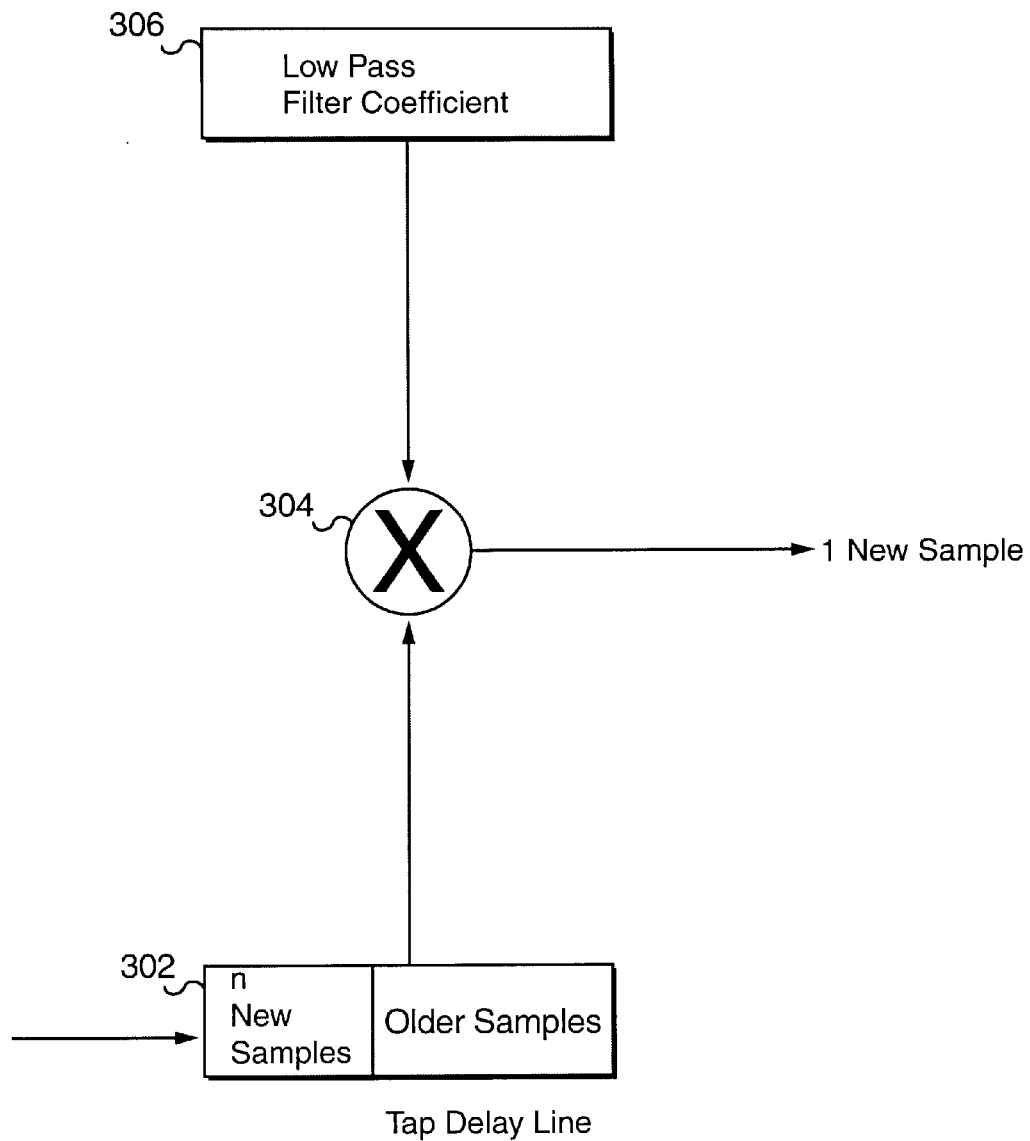 306
Low Pass
Filter Coefficient
304
X
1 New Sample
302
n
New
Samples
Older Samples
Tap Delay Line